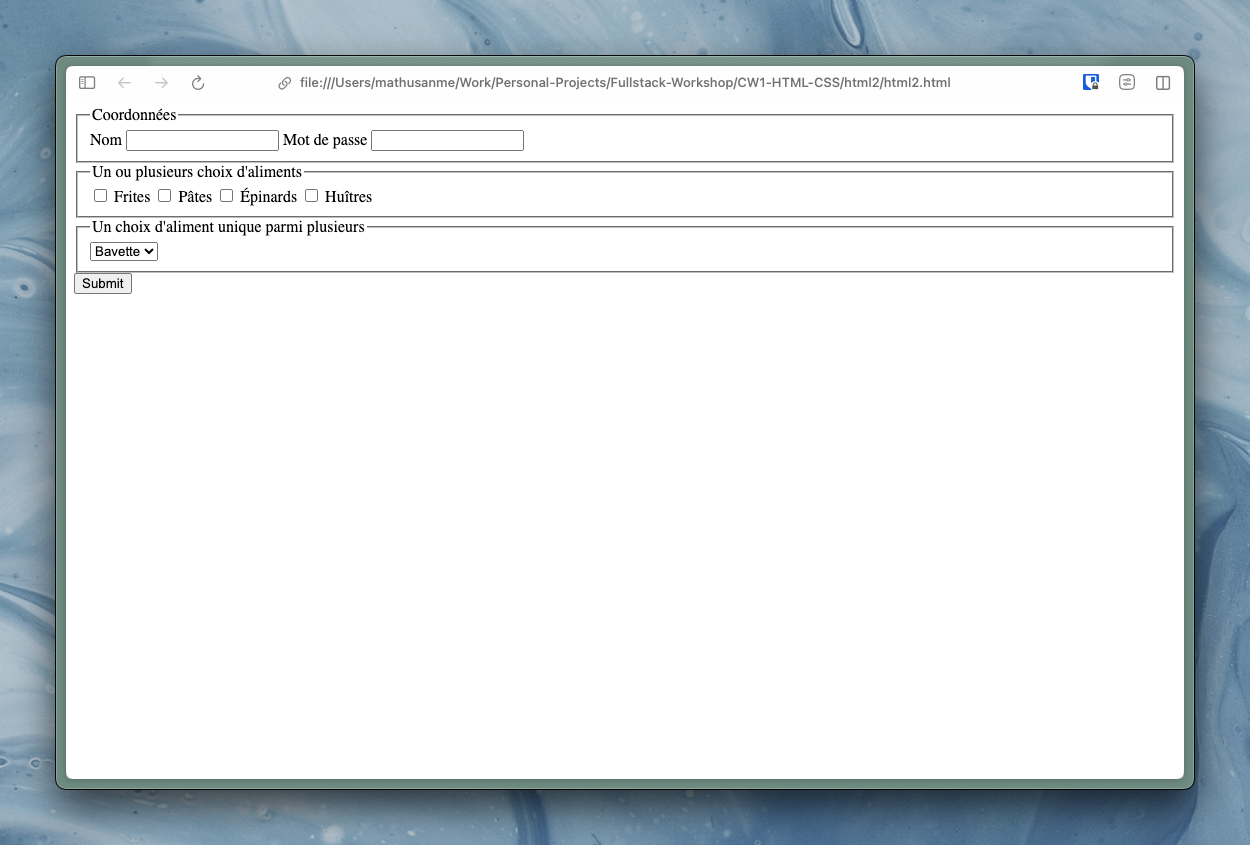 file:///Users/mathusanme/Work/Personal-Projects/Fullstack-Workshop/CW1-HTML-CSS/html2/html2.html
Coordonnées
Nom Mot de passe
Un ou plusieurs choix d'aliments
Frites Pâtes Épinards Huîtres
Un choix d'aliment unique parmi plusieurs
Bavette
Submit